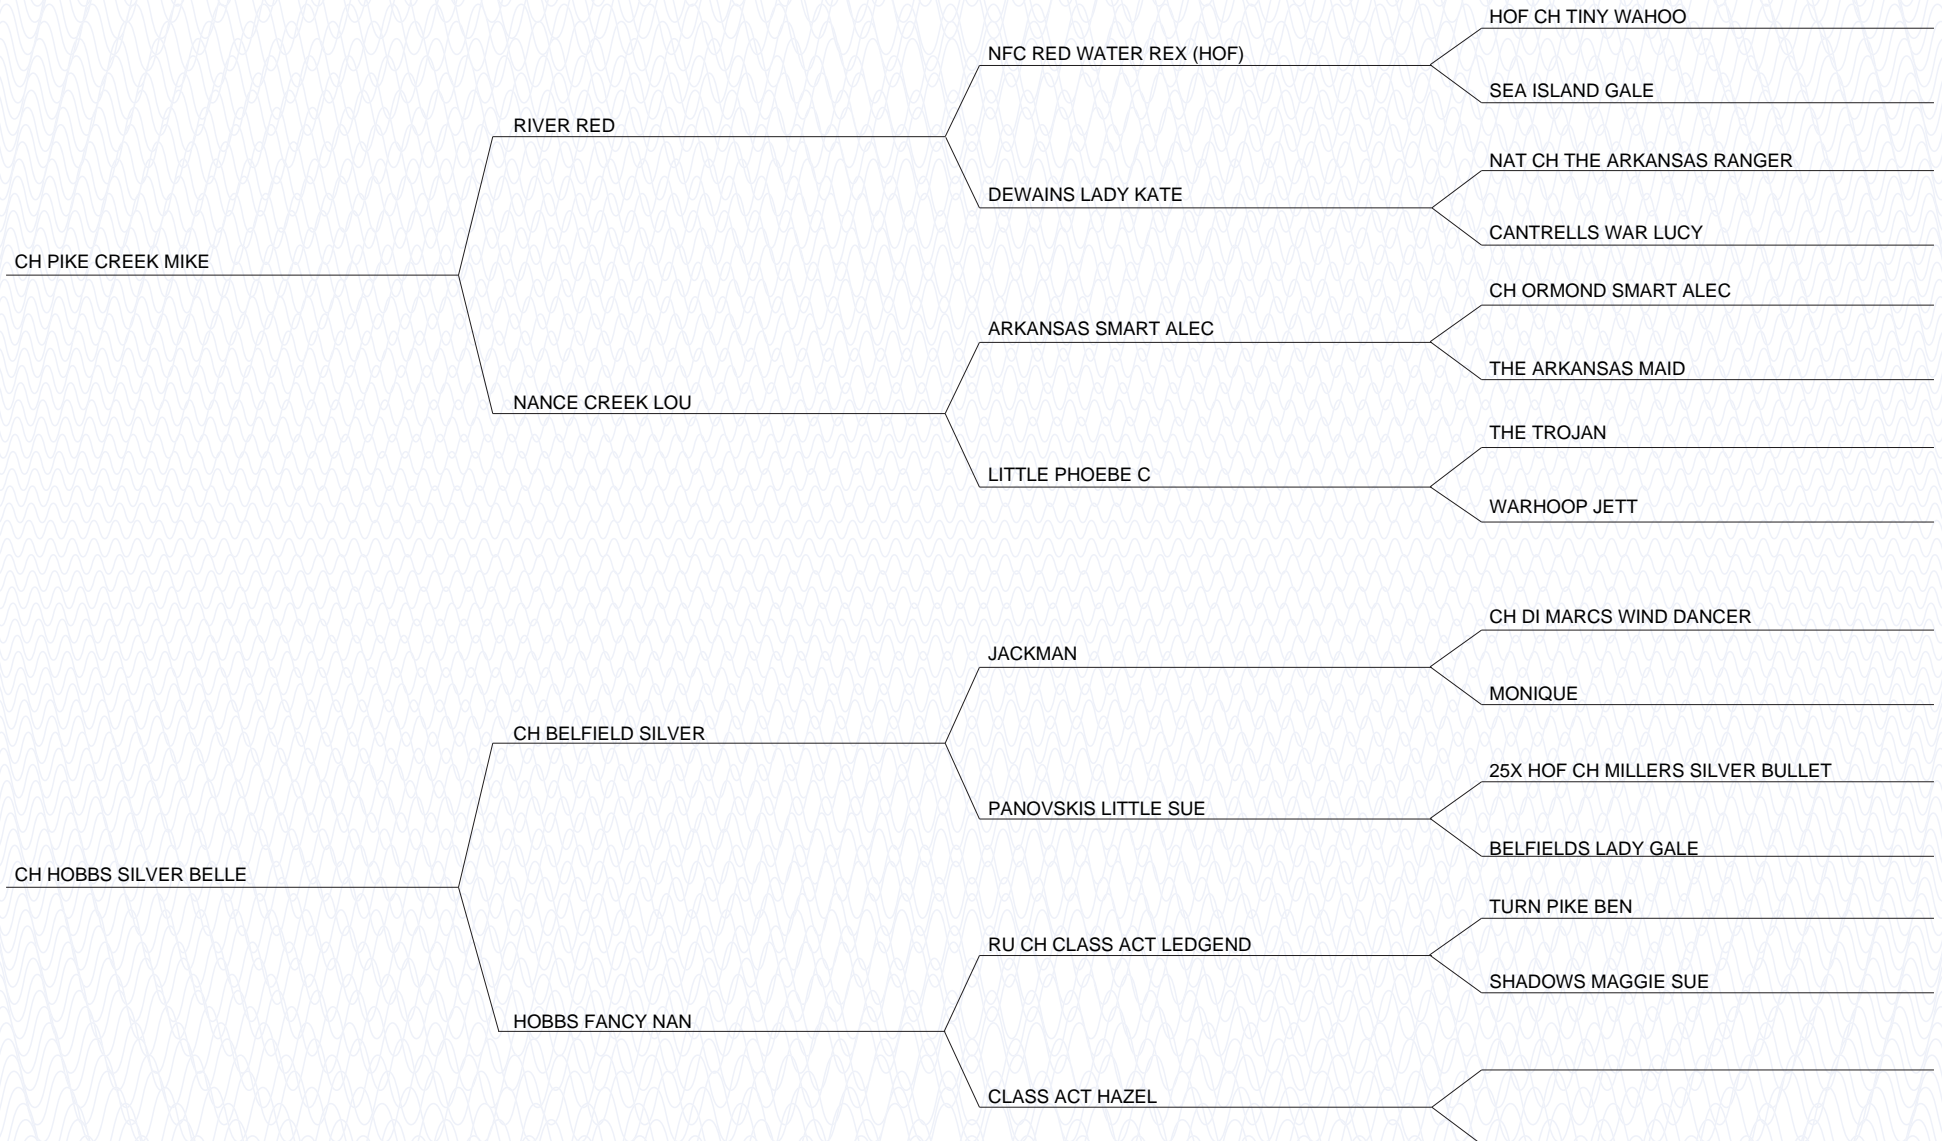 HOF CH TINY WAHOO
NFC RED WATER REX (HOF)
SEA ISLAND GALE
RIVER RED
NAT CH THE ARKANSAS RANGER
DEWAINS LADY KATE
CANTRELLS WAR LUCY
CH PIKE CREEK MIKE
CH ORMOND SMART ALEC
ARKANSAS SMART ALEC
THE ARKANSAS MAID
NANCE CREEK LOU
THE TROJAN
LITTLE PHOEBE C
WARHOOP JETT
CH DI MARCS WIND DANCER
JACKMAN
MONIQUE
CH BELFIELD SILVER
25X HOF CH MILLERS SILVER BULLET
PANOVSKIS LITTLE SUE
BELFIELDS LADY GALE
CH HOBBS SILVER BELLE
TURN PIKE BEN
RU CH CLASS ACT LEDGEND
SHADOWS MAGGIE SUE
HOBBS FANCY NAN
CLASS ACT HAZEL